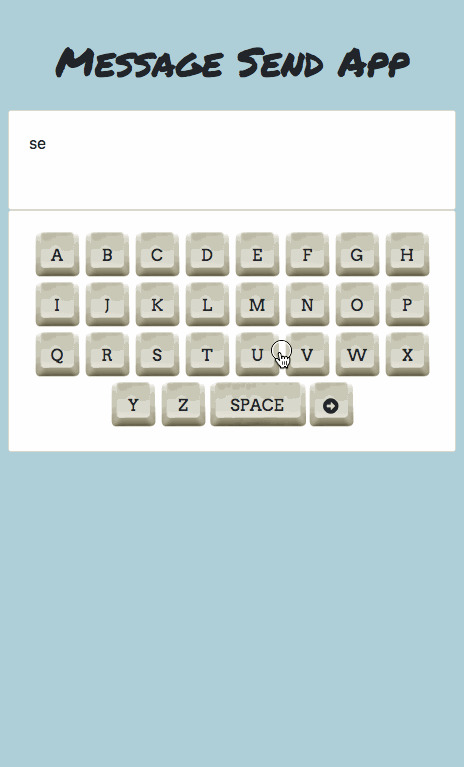 Message Send App
se
A B C D E F G H
I J K L M N O P
Q R S T U V W X
Y Z SPACE